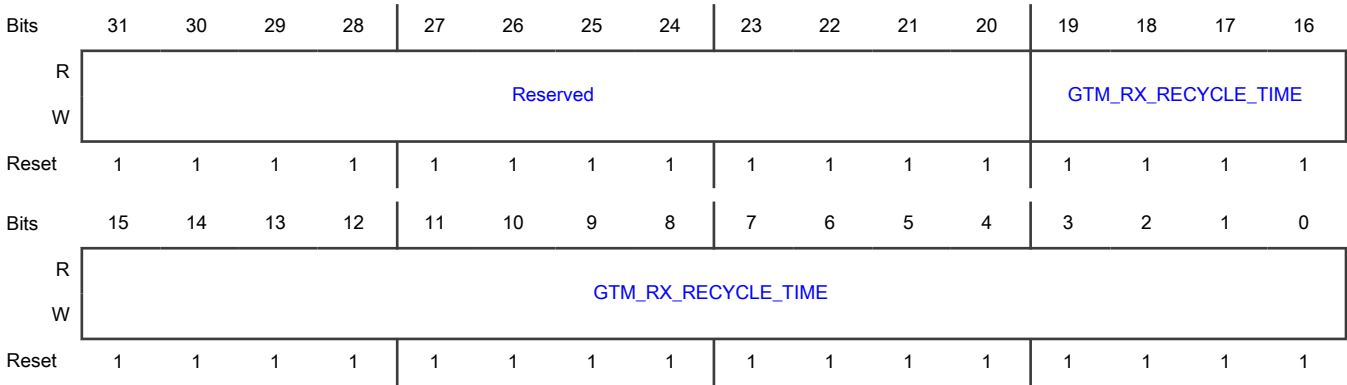 Bits 31 30 29 28 27 26 25 24 23 22 21 20 19 18 17 16
R
Reserved GTM_RX_RECYCLE_TIME
W
Reset 1 1 1 1 1 1 1 1 1 1 1 1 1 1 1 1
Bits 15 14 13 12 11 10 9 8 7 6 5 4 3 2 1 0
R
GTM_RX_RECYCLE_TIME
W
Reset 1 1 1 1 1 1 1 1 1 1 1 1 1 1 1 1